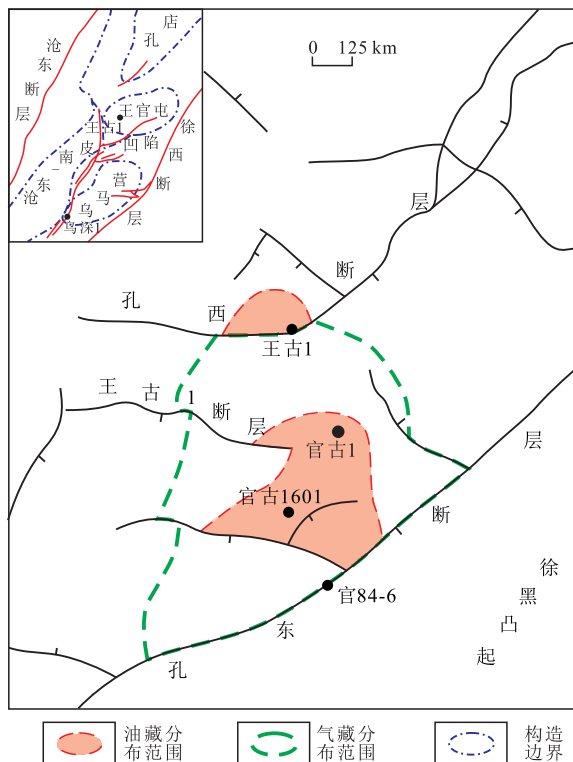 沧东断层
孔店
王官屯
王古1
南皮凹陷
徐西断层
沧东
乌马营
乌深1
0 125 km
孔西断层
王古1
王古1断层
官古1
官古1601
官84-6
孔东断层
徐黑凸起
油藏分布范围
气藏分布范围
构造边界